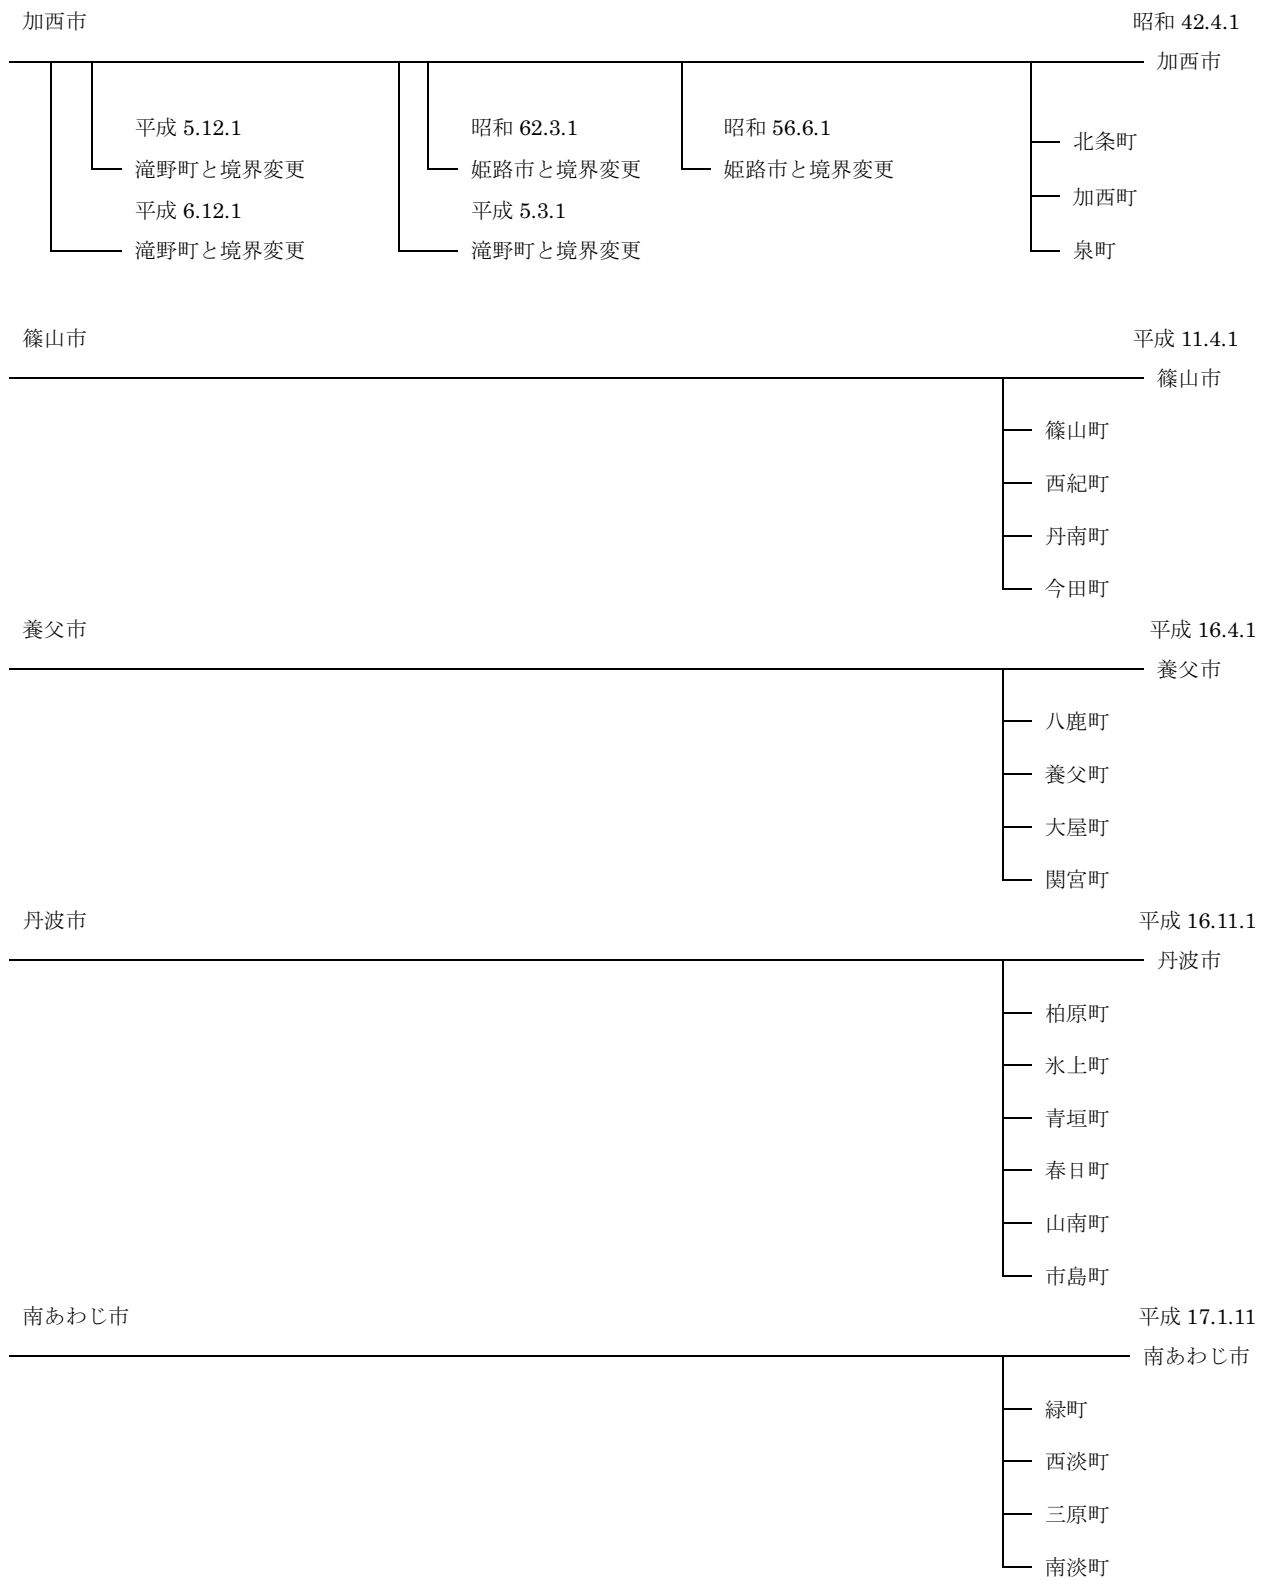 加西市
昭和 42.4.1
加西市
平成 5.12.1
昭和 62.3.1
昭和 56.6.1
北条町
滝野町と境界変更
姫路市と境界変更
姫路市と境界変更
加西町
平成 6.12.1
平成 5.3.1
滝野町と境界変更
滝野町と境界変更
泉町
篠山市
平成 11.4.1
篠山市
篠山町
西紀町
丹南町
今田町
養父市
平成 16.4.1
養父市
八鹿町
養父町
大屋町
関宮町
丹波市
平成 16.11.1
丹波市
柏原町
氷上町
青垣町
春日町
山南町
市島町
南あわじ市
平成 17.1.11
南あわじ市
緑町
西淡町
三原町
南淡町